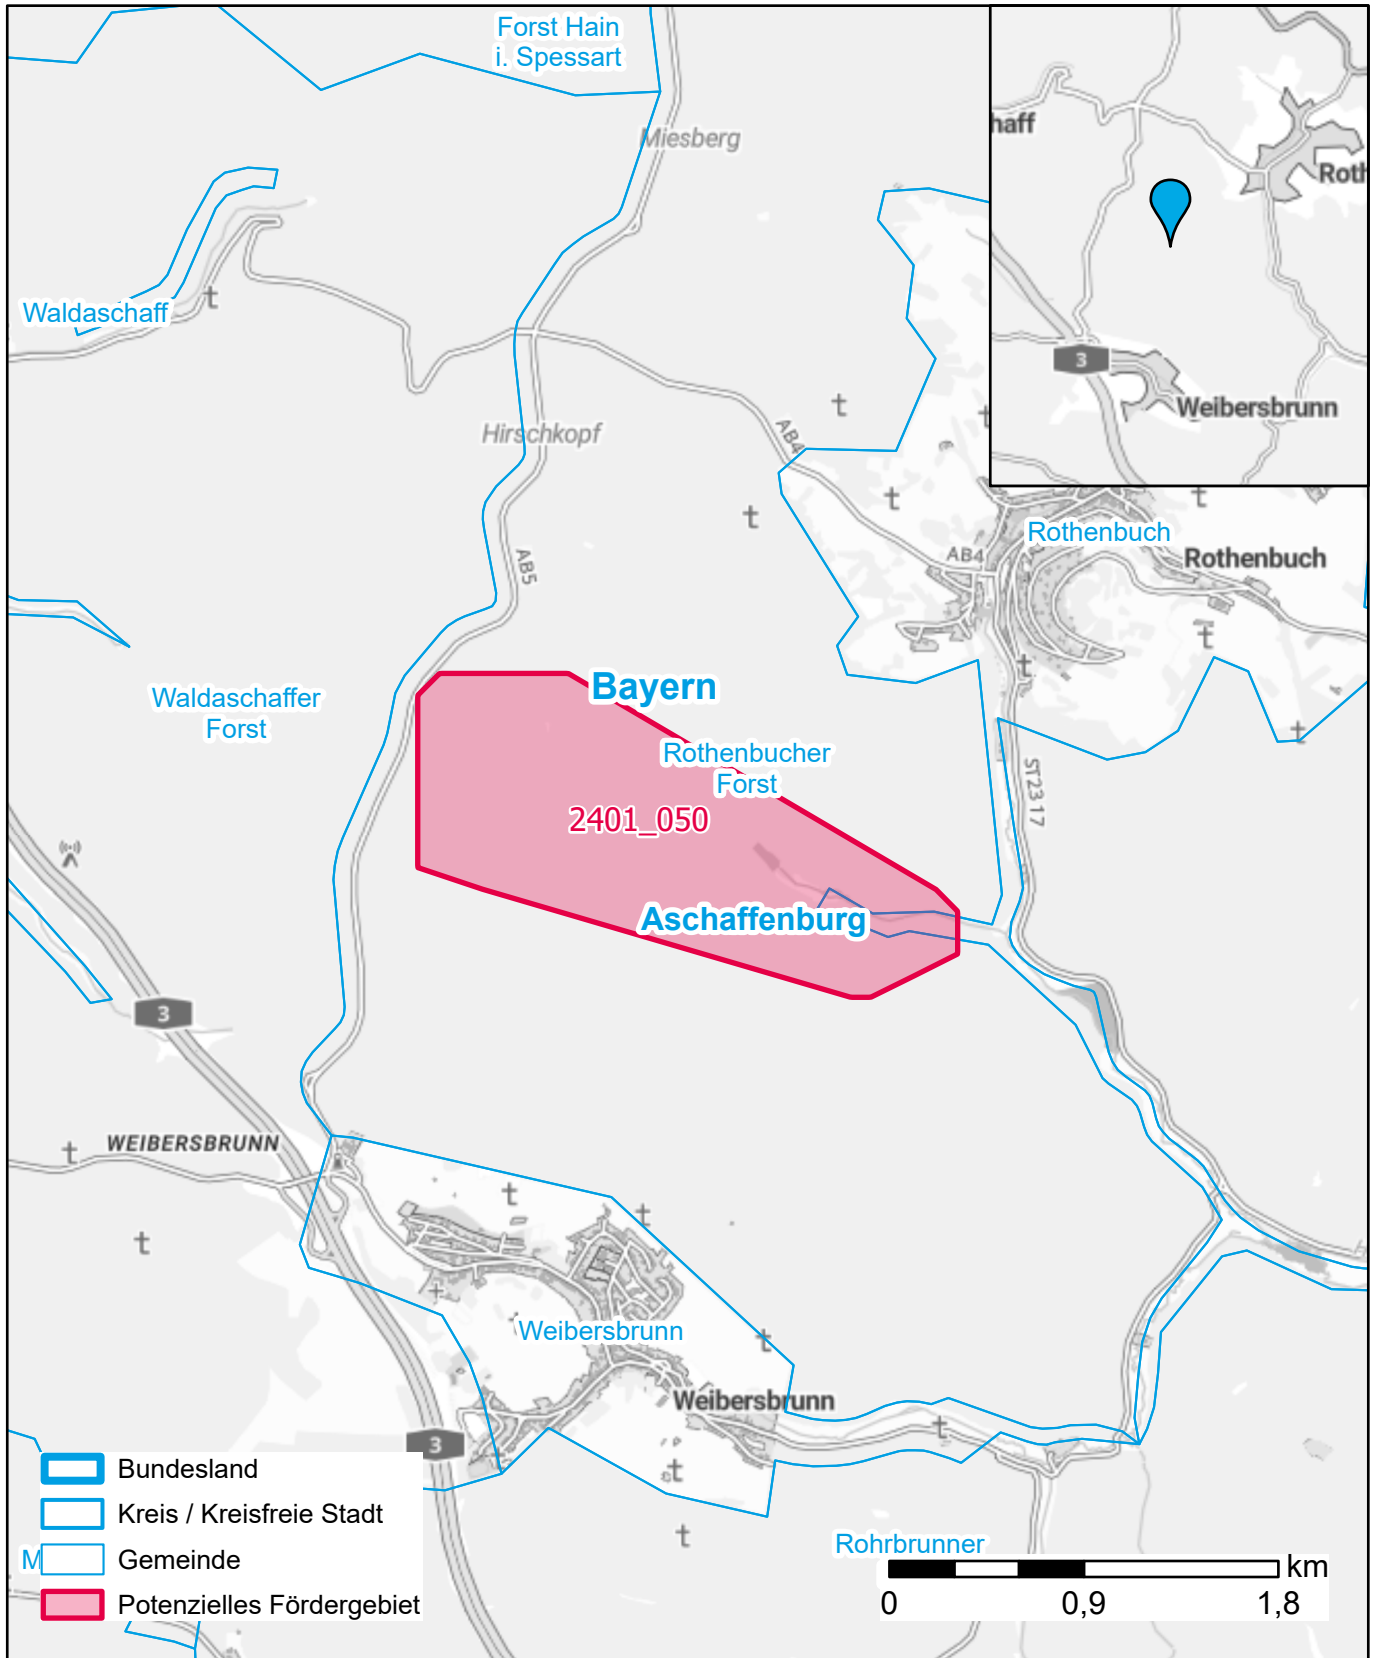 Forst Hain
i. Spessart
Miesberg
haff
Roth
3
Weibersbrunn
Waldaschaff
Hirschkopf
AB4
AB5
Rothenbuch
AB4
Rothenbuch
Waldaschaffer
Forst
Bayern
Rothenbucher
Forst
ST2317
2401_050
Aschaffenburg
3
WEIBERSBRUNN
Weibersbrunn
Weibersbrunn
3
Bundesland
Kreis / Kreisfreie Stadt
Gemeinde
Potenzielles Fördergebiet
M
Rohrbrunner
km
0
0,9
1,8